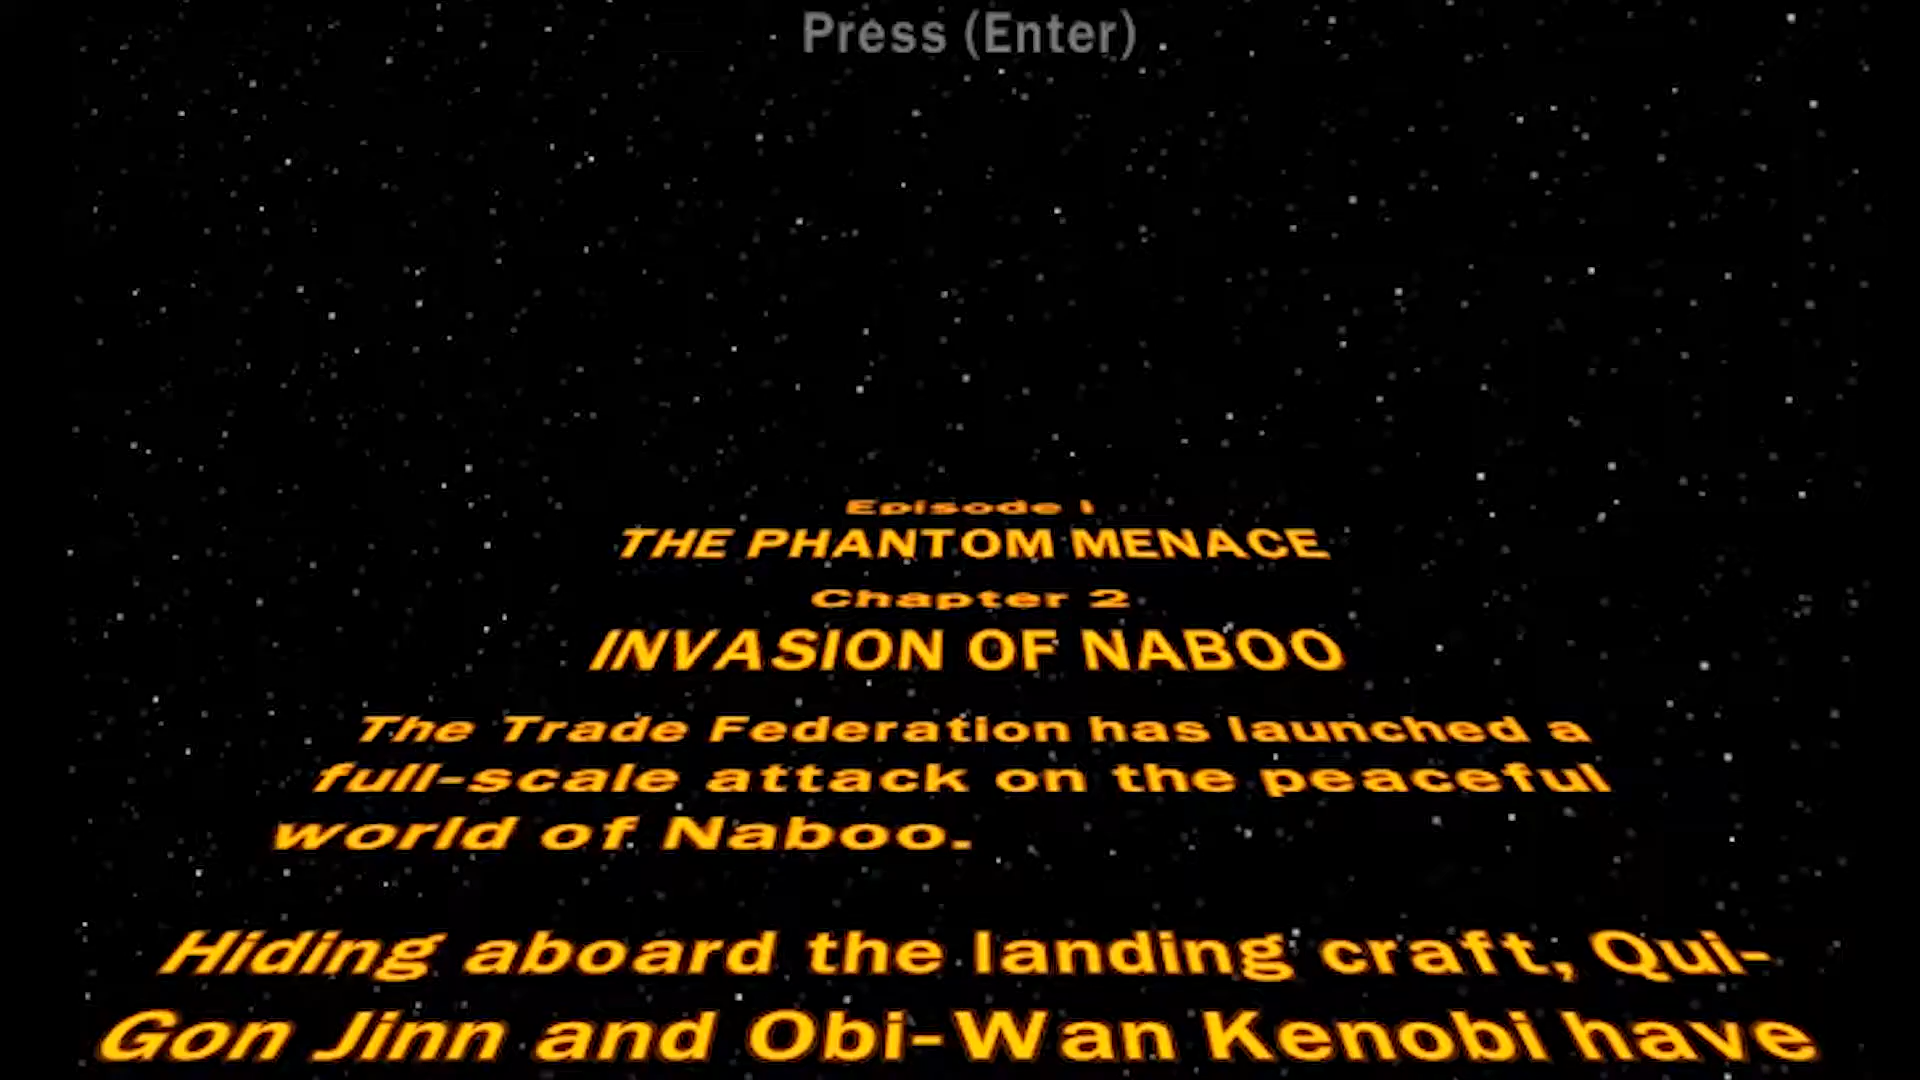 Press (Enter)
Episode I
THE PHANTOM MENACE
Chapter 2
INVASION OF NABOO
The Trade Federation has launched a
full-scale attack on the peaceful
world of Naboo.
Hiding aboard the landing craft, Qui-
Gon Jinn and Obi-Wan Kenobi have